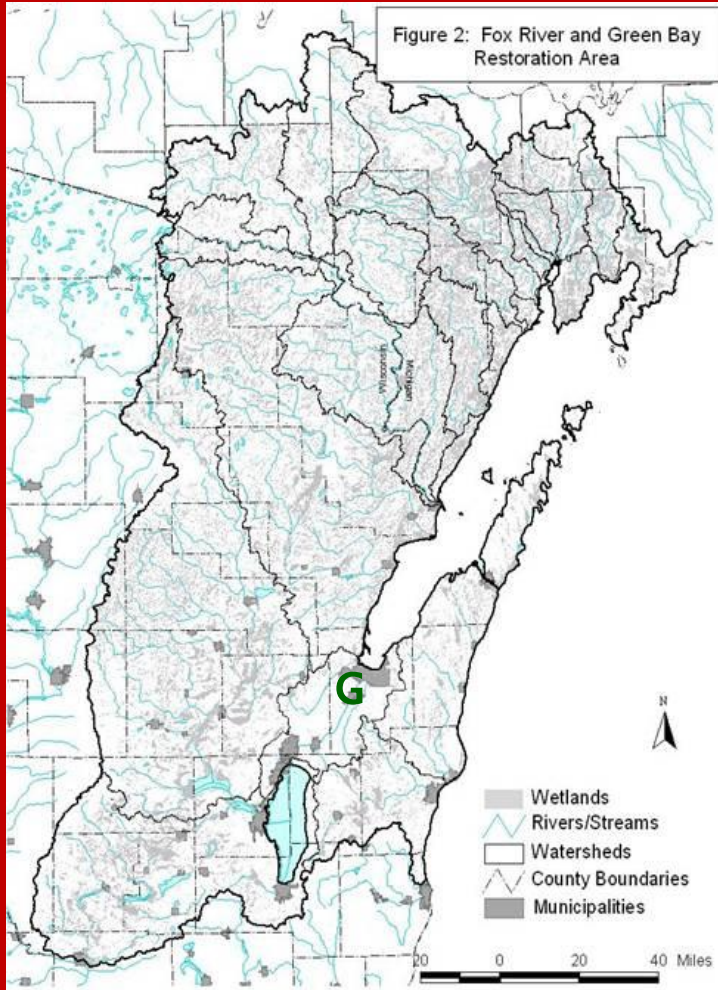 Figure 2: Fox River and Green Bay
Restoration Area
Wisconsin
Michigan
G
N
Wetlands
Rivers/Streams
Watersheds
County Boundaries
Municipalities
20 0 20 40 Miles